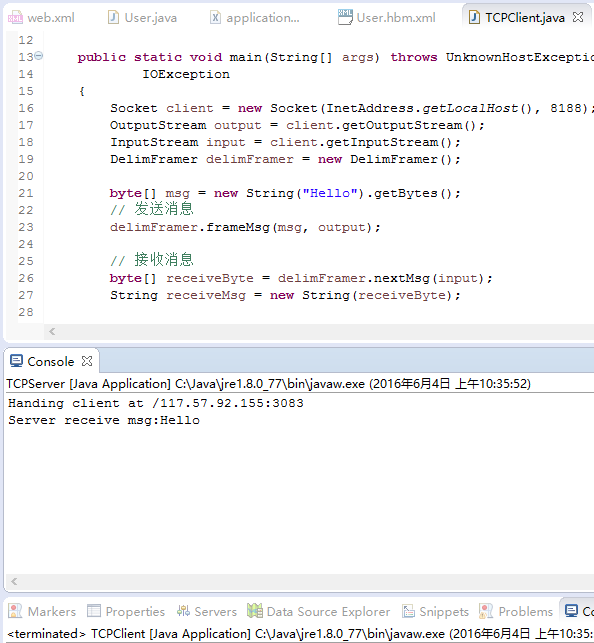 web.xml User.java application... User.hbm.xml TCPClient.java
12
13 public static void main(String[] args) throws UnknownHostExceptio
14 IOException
15 {
16 Socket client = new Socket(InetAddress.getLocalHost(), 8188);
17 OutputStream output = client.getOutputStream();
18 InputStream input = client.getInputStream();
19 DelimFramer delimFramer = new DelimFramer();
20
21 byte[] msg = new String("Hello").getBytes();
22 // 发送消息
23 delimFramer.frameMsg(msg, output);
24
25 // 接收消息
26 byte[] receiveByte = delimFramer.nextMsg(input);
27 String receiveMsg = new String(receiveByte);
28
Console
TCPServer [Java Application] C:\Java\jre1.8.0_77\bin\javaw.exe (2016年6月4日 上午10:35:52)
Handing client at /117.57.92.155:3083
Server receive msg:Hello
Markers Properties Servers Data Source Explorer Snippets Problems Co
<terminated> TCPClient [Java Application] C:\Java\jre1.8.0_77\bin\javaw.exe (2016年6月4日 上午10:35: